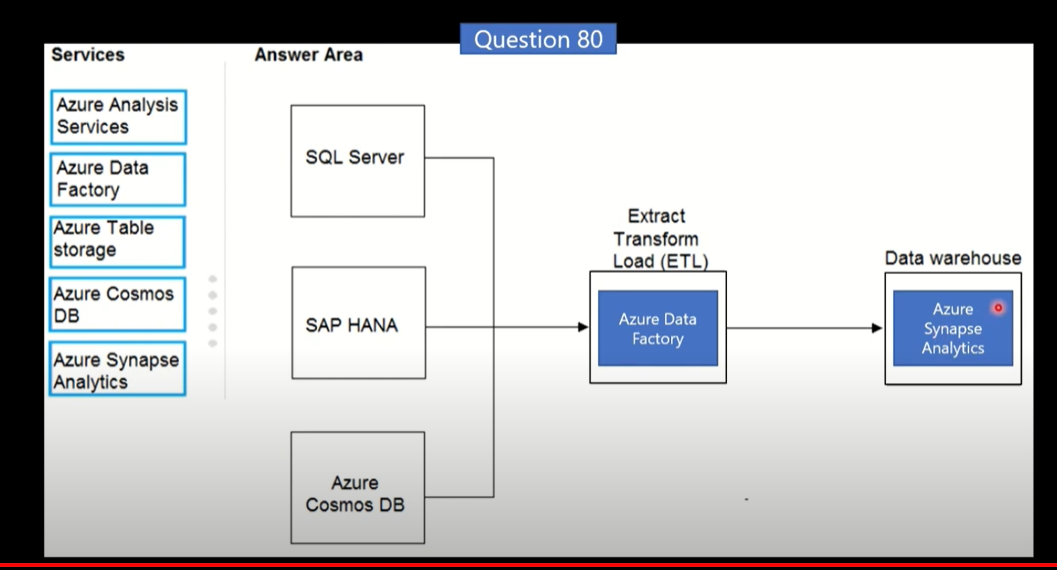 Question 80
Services
Answer Area
Azure Analysis
Services
Azure Data
Factory
Azure Table
storage
Azure Cosmos
DB
Azure Synapse
Analytics
SQL Server
SAP HANA
Azure
Cosmos DB
Extract
Transform
Load (ETL)
Azure Data
Factory
Data warehouse
Azure
Synapse
Analytics